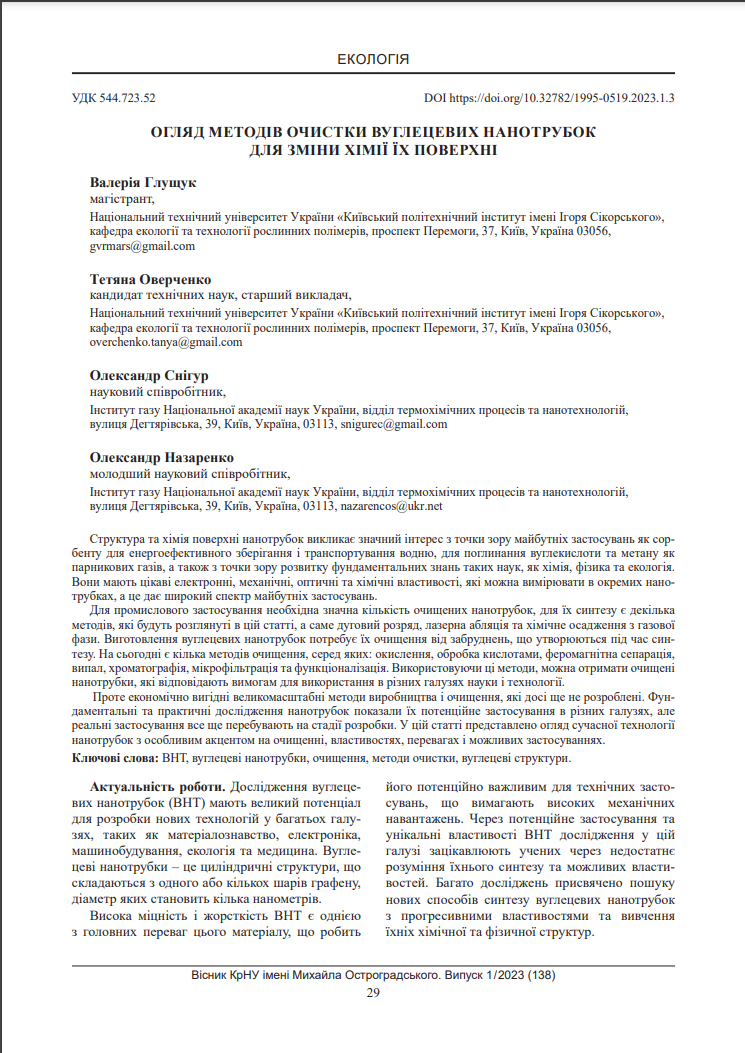 ЕКОЛОГІЯ
УДК 544.723.52
DOI https://doi.org/10.32782/1995-0519.2023.1.3
ОГЛЯД МЕТОДІВ ОЧИСТКИ ВУГЛЕЦЕВИХ НАНОТРУБОК
ДЛЯ ЗМІНИ ХІМІЇ ЇХ ПОВЕРХНІ
Валерія Глущук
магістрант,
Національний технічний університет України «Київський політехнічний інститут імені Ігоря Сікорського»,
кафедра екології та технології рослинних полімерів, проспект Перемоги, 37, Київ, Україна 03056,
gvrmars@gmail.com
Тетяна Оверченко
кандидат технічних наук, старший викладач,
Національний технічний університет України «Київський політехнічний інститут імені Ігоря Сікорського»,
кафедра екології та технології рослинних полімерів, проспект Перемоги, 37, Київ, Україна 03056,
overchenko.tanya@gmail.com
Олександр Снігур
науковий співробітник,
Інститут газу Національної академії наук України, відділ термохімічних процесів та нанотехнологій,
вулиця Дегтярівська, 39, Київ, Україна, 03113, snigurec@gmail.com
Олександр Назаренко
молодший науковий співробітник,
Інститут газу Національної академії наук України, відділ термохімічних процесів та нанотехнологій,
вулиця Дегтярівська, 39, Київ, Україна, 03113, nazarencos@ukr.net
Структура та хімія поверхні нанотрубок викликає значний інтерес з точки зору майбутніх застосувань як сор-
бенту для енергоефективного зберігання і транспортування водню, для поглинання вуглекислоти та метану як
парникових газів, а також з точки зору розвитку фундаментальних знань таких наук, як хімія, фізика та екологія.
Вони мають цікаві електронні, механічні, оптичні та хімічні властивості, які можна вимірювати в окремих нано-
трубках, а це дає широкий спектр майбутніх застосувань.
Для промислового застосування необхідна значна кількість очищених нанотрубок, для їх синтезу є декілька
методів, які будуть розглянуті в цій статті, а саме дуговий розряд, лазерна абляція та хімічне осадження з газової
фази. Виготовлення вуглецевих нанотрубок потребує їх очищення від забруднень, що утворюються під час син-
тезу. На сьогодні є кілька методів очищення, серед яких: окислення, обробка кислотами, феромагнітна сепарація,
випал, хроматографія, мікрофільтрація та функціоналізація. Використовуючи ці методи, можна отримати очищені
нанотрубки, які відповідають вимогам для використання в різних галузях науки і технології.
Проте економічно вигідні великомасштабні методи виробництва і очищення, які досі ще не розроблені. Фун-
даментальні та практичні дослідження нанотрубок показали їх потенційне застосування в різних галузях, але
реальні застосування все ще перебувають на стадії розробки. У цій статті представлено огляд сучасної технології
нанотрубок з особливим акцентом на очищенні, властивостях, перевагах і можливих застосуваннях.
Ключові слова: ВНТ, вуглецеві нанотрубки, очищення, методи очистки, вуглецеві структури.
Актуальність роботи. Дослідження вуглеце-
вих нанотрубок (ВНТ) мають великий потенціал
для розробки нових технологій у багатьох галу-
зях, таких як матеріалознавство, електроніка,
машинобудування, екологія та медицина. Вугле-
цеві нанотрубки – це циліндричні структури, що
складаються з одного або кількох шарів графену,
діаметр яких становить кілька нанометрів.
Висока міцність і жорсткість ВНТ є однією
з головних переваг цього матеріалу, що робить
його потенційно важливим для технічних засто-
сувань, що вимагають високих механічних
навантажень. Через потенційне застосування та
унікальні властивості ВНТ дослідження у цій
галузі зацікавлюють учених через недостатнє
розуміння їхнього синтезу та можливих власти-
востей. Багато досліджень присвячено пошуку
нових способів синтезу вуглецевих нанотрубок
з прогресивними властивостями та вивчення
їхніх хімічної та фізичної структур.
Вісник КрНУ імені Михайла Остроградського. Випуск 1/2023 (138)
29